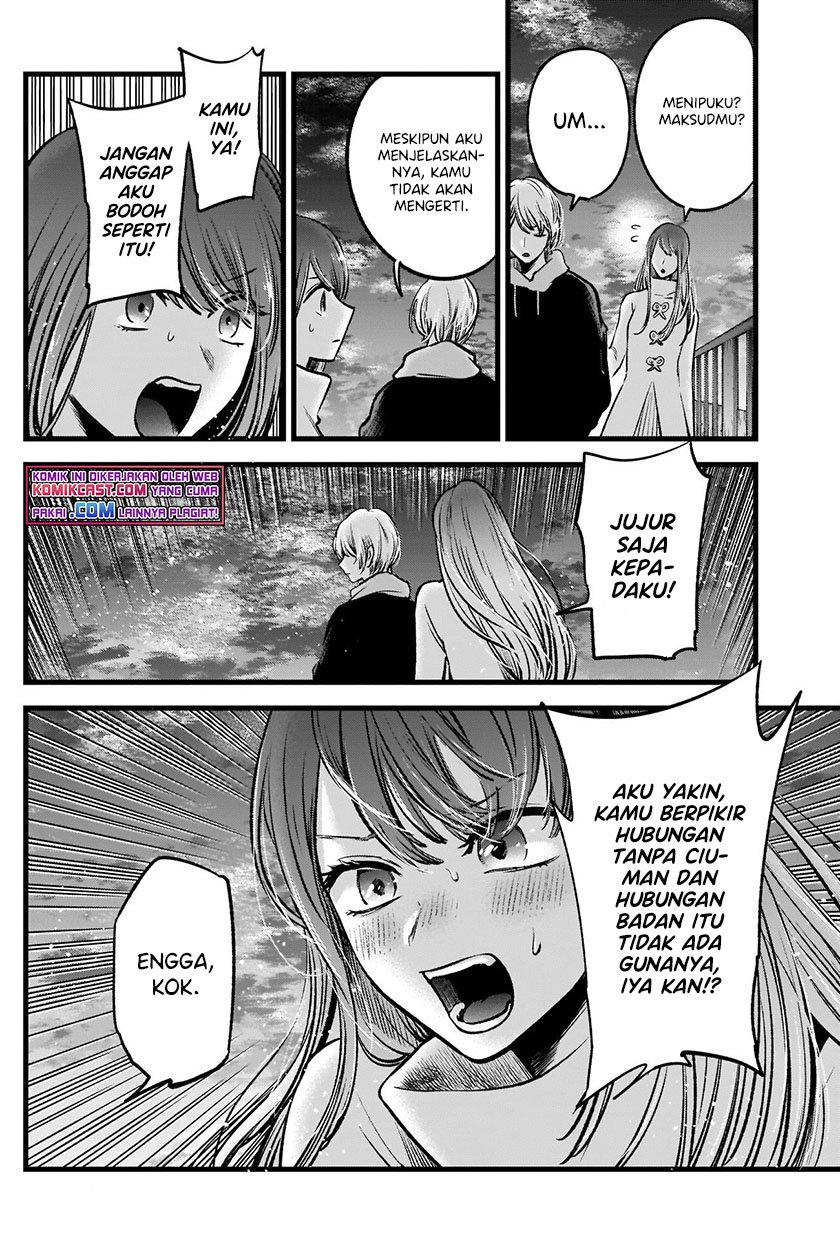 MENIPUKU?
MAKSUDMU?
UM...
MESKIPUN AKU
MENJELASKAN-
NYA, KAMU
TIDAK AKAN
MENGERTI.
KAMU
INI,
YA!
JANGAN
ANGGAP
AKU
BODOH
SEPERTI
ITU!
JUJUR
SAJA
KEPA-
DAKU!
KOMIK INI DIKERJAKAN OLEH WEB
KOMIKCAST.COM YANG CUMA
PAKAI .COM LAINNYA PLAGIAT!
AKU YAKIN,
KAMU BERPIKIR
HUBUNGAN
TANPA CIU-
MAN DAN
HUBUNGAN
BADAN ITU
TIDAK ADA
GUNANYA,
IYA KAN!?
ENGGA,
KOK.